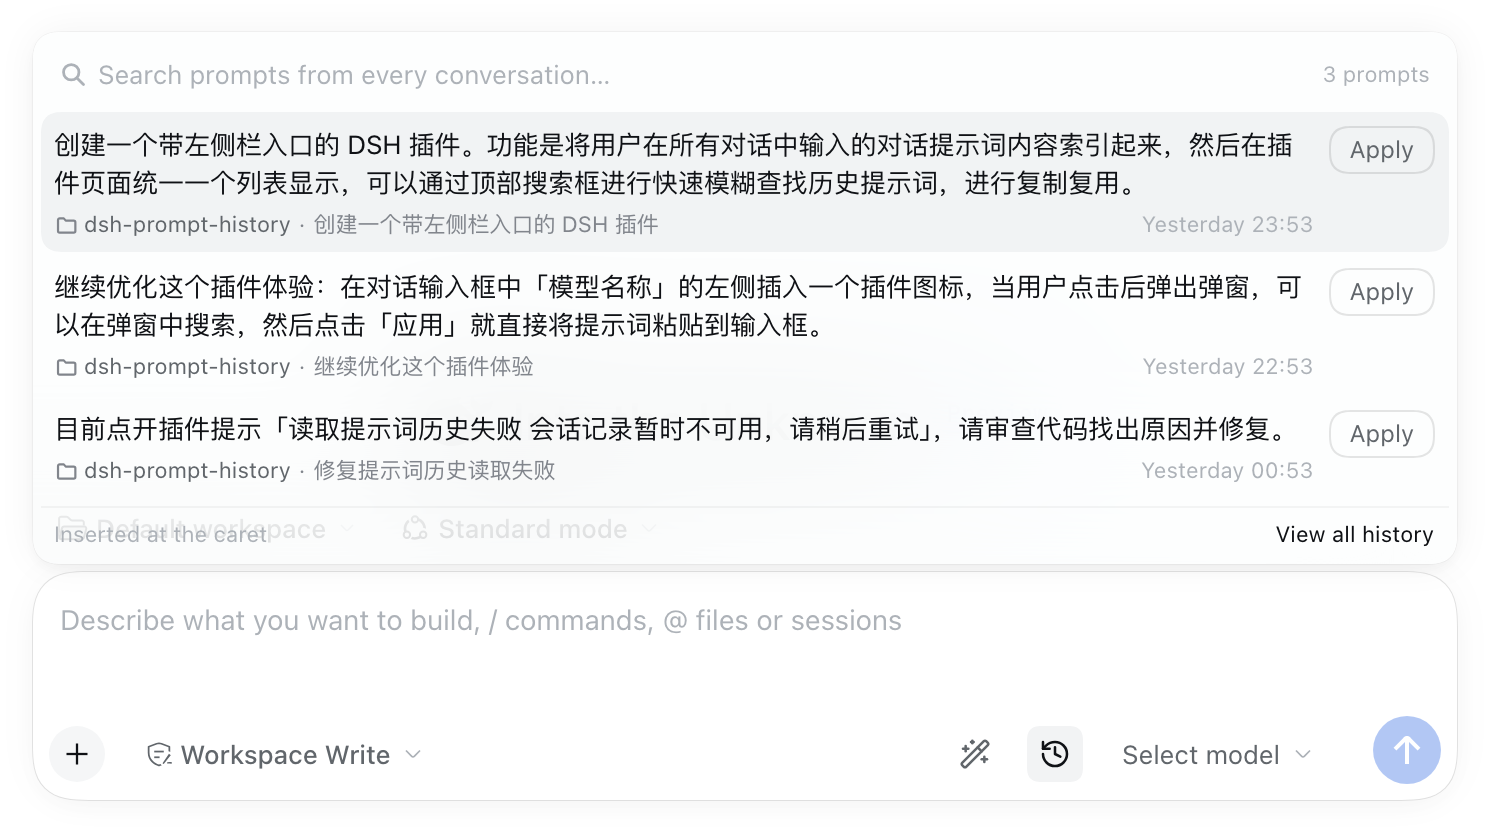 Search prompts from every conversation...
3 prompts
创建一个带左侧栏入口的 DSH 插件。功能是将用户在所有对话中输入的对话提示词内容索引起来，然后在插
件页面统一一个列表显示，可以通过顶部搜索框进行快速模糊查找历史提示词，进行复制复用。
Apply
dsh-prompt-history · 创建一个带左侧栏入口的 DSH 插件
Yesterday 23:53
继续优化这个插件体验：在对话输入框中「模型名称」的左侧插入一个插件图标，当用户点击后弹出弹窗，可
以在弹窗中搜索，然后点击「应用」就直接将提示词粘贴到输入框。
Apply
dsh-prompt-history · 继续优化这个插件体验
Yesterday 22:53
目前点开插件提示「读取提示词历史失败 会话记录暂时不可用，请稍后重试」，请审查代码找出原因并修复。
Apply
dsh-prompt-history · 修复提示词历史读取失败
Yesterday 00:53
Default workspace
Standard mode
Inserted at the caret
View all history
Describe what you want to build, / commands, @ files or sessions
Workspace Write
Select model